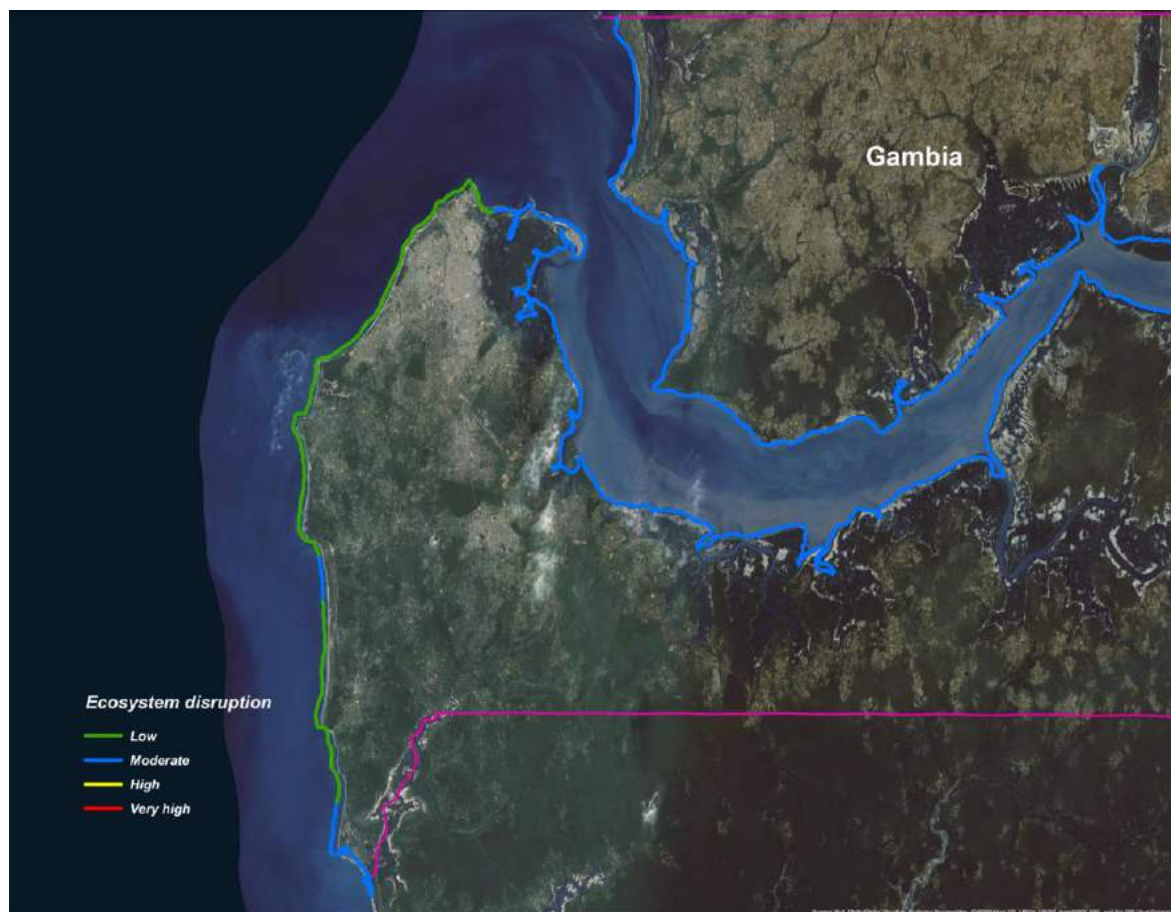 Gambia
Ecosystem disruption
Low
Moderate
High
Very high